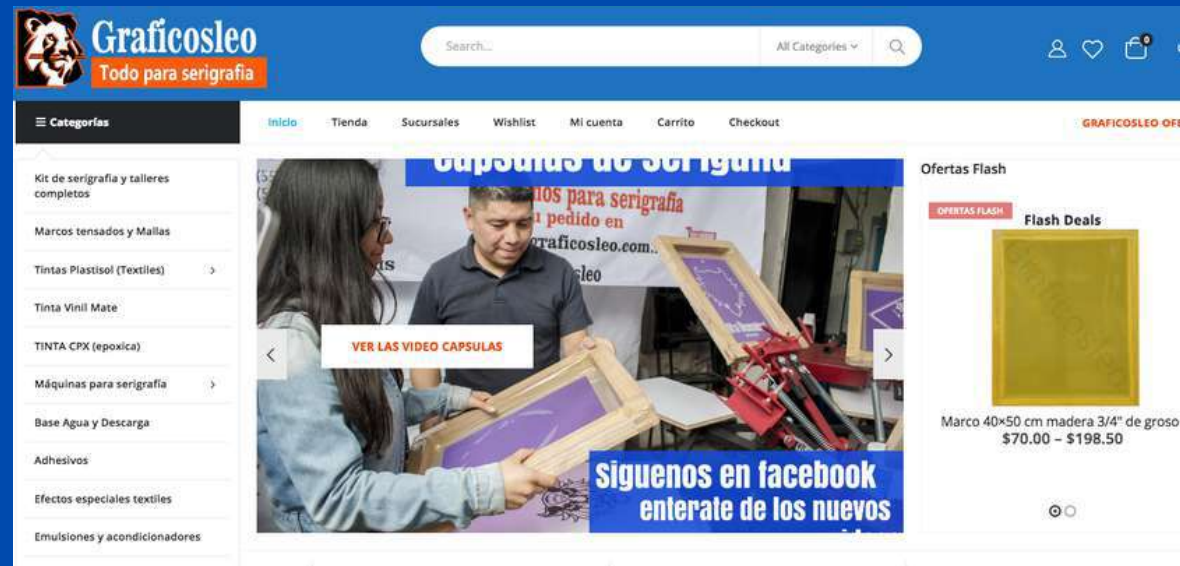 Graficosleo
Todo para serigrafia
Search...
All Categories
0
Categorías
Inicio
Tienda
Sucursales
Wishlist
Mi cuenta
Carrito
Checkout
GRAFICOSLEO
Kit de serigrafia y talleres
completos
Marcos tensados y Mallas
Tintas Plastisol (Textiles)
Tinta Vinil Mate
TINTA CPX (epoxica)
Máquinas para serigrafía
Base Agua y Descarga
Adhesivos
Efectos especiales textiles
Emulsiones y acondicionadores
para serigrafia
pedido en
graficosleo.com
VER LAS VIDEO CAPSULAS
Siguenos en facebook
enterate de los nuevos
Ofertas Flash
OFERTAS FLASH
Flash Deals
graficosleo
Marco 40×50 cm madera 3/4" de groso
$70.00 – $198.50